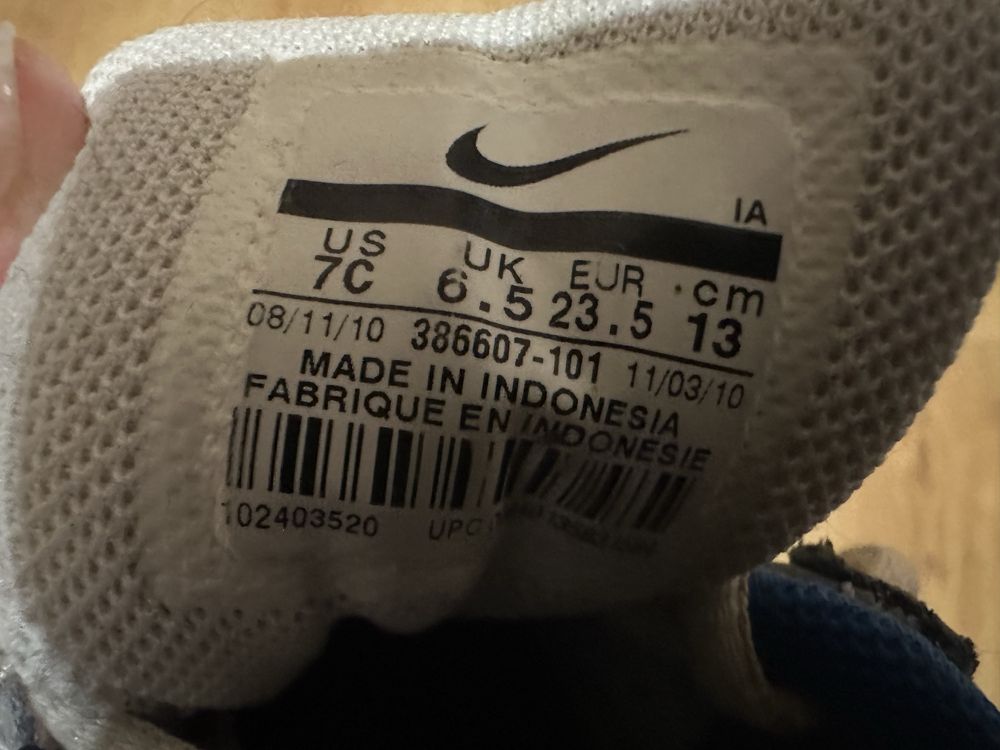 IA
US UK EUR .cm
7C 6.5 23.5 13
08/11/10 386607-101 11/03/10
MADE IN INDONESIA
FABRIQUE EN INDONESIE
102403520 UPC